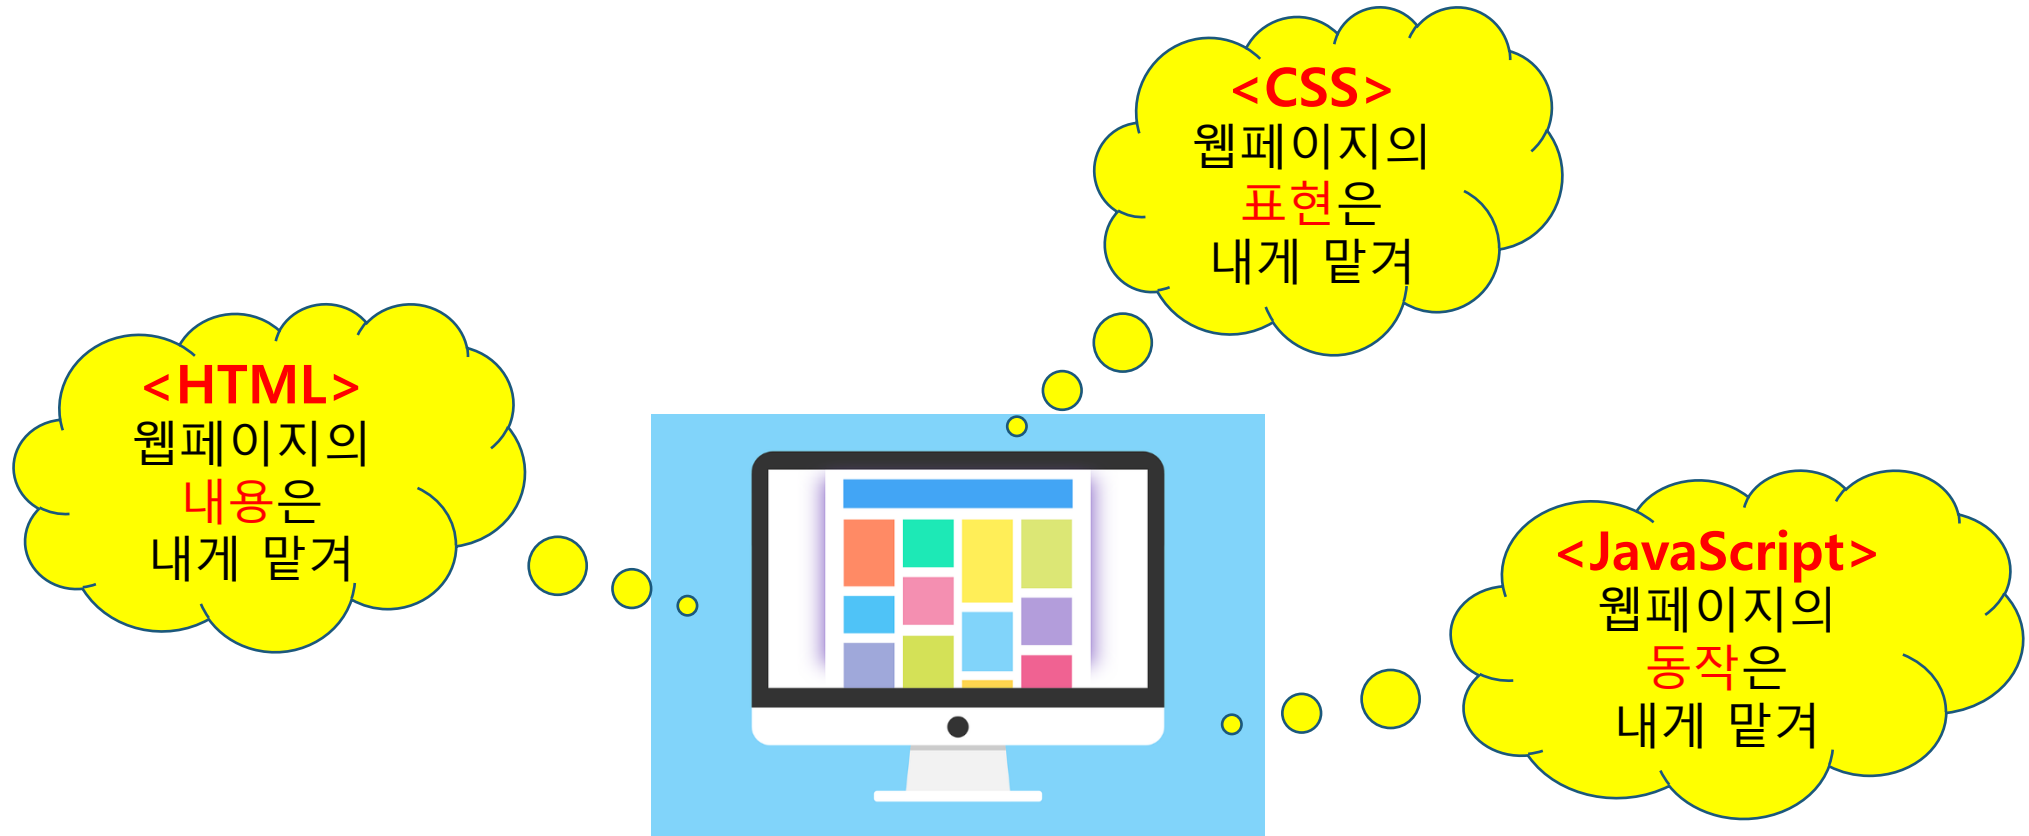 <CSS>
웹페이지의
표현은
내게 맡겨
<HTML>
웹페이지의
내용은
내게 맡겨
<JavaScript>
웹페이지의
동작은
내게 맡겨